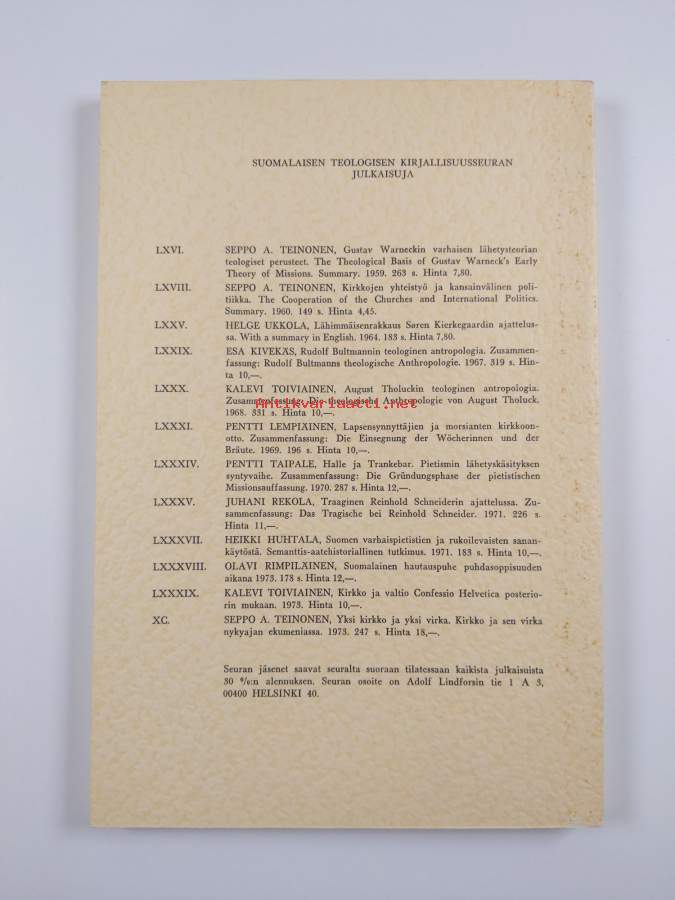 SUOMALAISEN TEOLOGISEN KIRJALLISUUSSEURAN
JULKAISUJA
LXVI. SEPPO A. TEINONEN, Gustav Warneckin varhaisen lähetysteorian
teologiset perusteet. The Theological Basis of Gustav Warneck's Early
Theory of Missions. Summary. 1959. 263 s. Hinta 7,80.
LXVIII. SEPPO A. TEINONEN, Kirkkojen yhteistyö ja kansainvälinen poli-
tiikka. The Cooperation of the Churches and International Politics.
Summary. 1960. 149 s. Hinta 4,45.
LXXV. HELGE UKKOLA, Lähimmäisenrakkaus Søren Kierkegaardin ajattelus-
sa. With a summary in English. 1964. 183 s. Hinta 7,80.
LXXIX. ESA KIVEKÄS, Rudolf Bultmannin teologinen antropologia. Zusammen-
fassung: Rudolf Bultmanns theologische Anthropologie. 1967. 319 s. Hin-
ta 10,—.
LXXX. KALEVI TOIVIAINEN, August Tholuckin teologinen antropologia.
Zusammenfassung: Die theologische Anthropologie von August Tholuck.
antikvariaatti.net
1968. 331 s. Hinta 10,—.
LXXXI. PENTTI LEMPIÄINEN, Lapsensynnyttäjien ja morsianten kirkkoon-
otto. Zusammenfassung: Die Einsegnung der Wöcherinnen und der
Bräute. 1969. 196 s. Hinta 10,—.
LXXXIV. PENTTI TAIPALE, Halle ja Trankebar. Pietismin lähetyskäsityksen
syntyvaihe. Zusammenfassung: Die Gründungsphase der pietistischen
Missionsauffassung. 1970. 287 s. Hinta 12,—.
LXXXV. JUHANI REKOLA, Traaginen Reinhold Schneiderin ajattelussa. Zu-
sammenfassung: Das Tragische bei Reinhold Schneider. 1971. 226 s.
Hinta 11,—.
LXXXVII. HEIKKI HUHTALA, Suomen varhaispietistien ja rukoilevaisten sanan-
käytöstä. Semanttis-aatehistoriallinen tutkimus. 1971. 183 s. Hinta 10,—.
LXXXVIII. OLAVI RIMPILÄINEN, Suomalainen hautauspuhe puhdasoppisuuden
aikana 1973. 178 s. Hinta 12,—.
LXXXIX. KALEVI TOIVIAINEN, Kirkko ja valtio Confessio Helvetica posterio-
rin mukaan. 1973. Hinta 10,—.
XC. SEPPO A. TEINONEN, Yksi kirkko ja yksi virka. Kirkko ja sen virka
nykyajan ekumeniassa. 1973. 247 s. Hinta 18,—.
Seuran jäsenet saavat seuralta suoraan tilatessaan kaikista julkaisuista
30 %:n alennuksen. Seuran osoite on Adolf Lindforsin tie 1 A 3,
00400 HELSINKI 40.